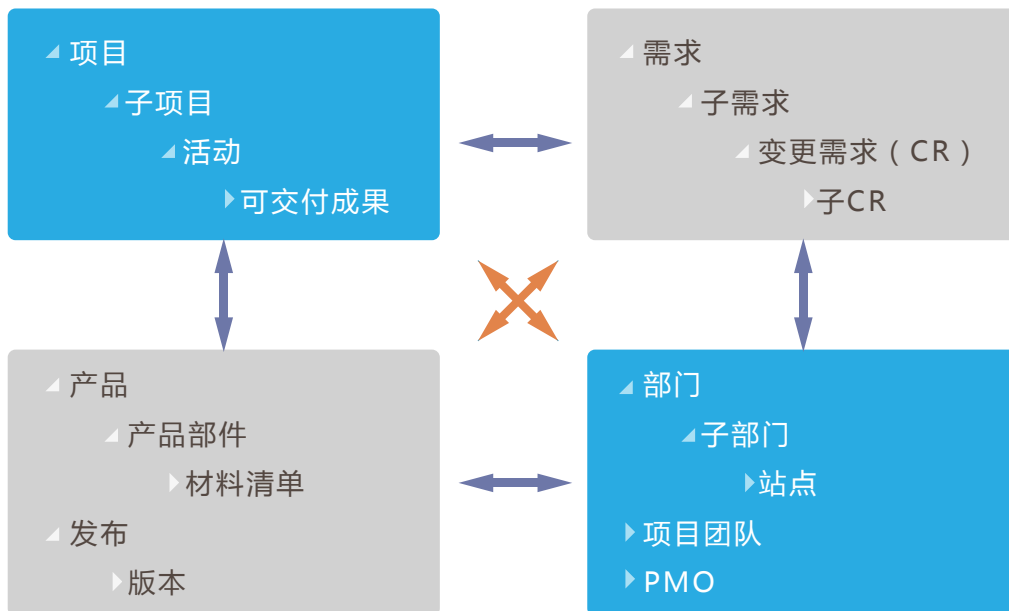 项目
子项目
活动
可交付成果
需求
子需求
变更需求（CR）
子CR
产品
产品部件
材料清单
发布
版本
部门
子部门
站点
项目团队
PMO